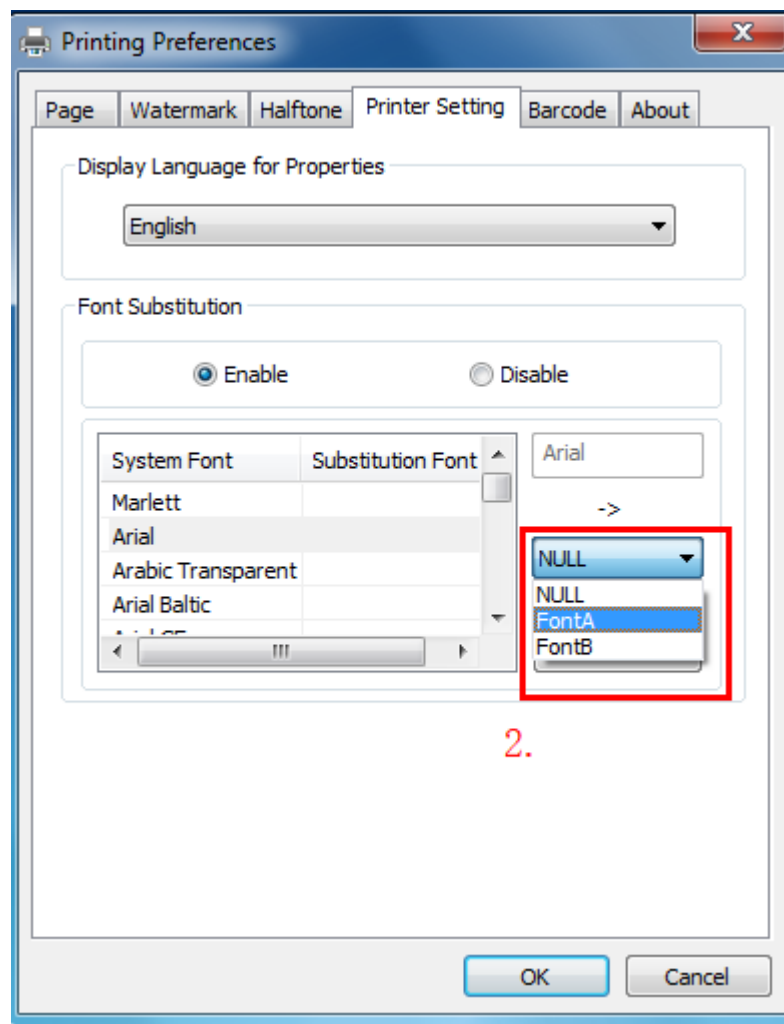 Printing Preferences
Page Watermark Halftone Printer Setting Barcode About
Display Language for Properties
English
Font Substitution
Enable Disable
System Font Substitution Font
Marlett
Arial
Arabic Transparent
Arial Baltic
Arial
->
NULL
NULL
FontA
FontB
2.
OK Cancel